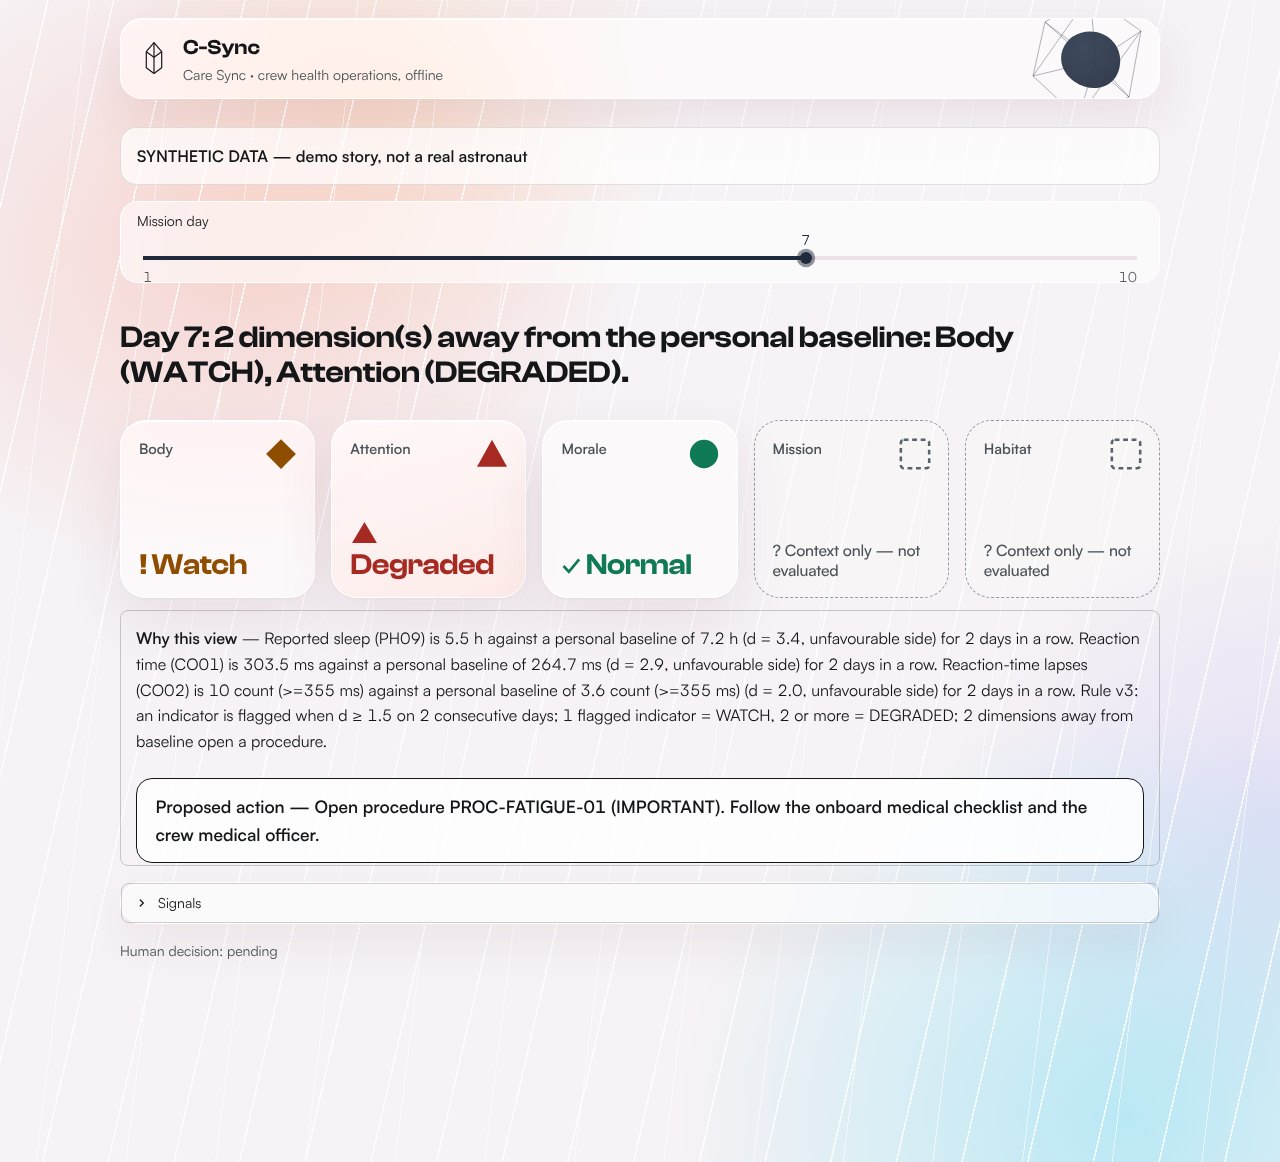 C-Sync
Care Sync · crew health operations, offline
SYNTHETIC DATA — demo story, not a real astronaut
Mission day
7
1
10
Day 7: 2 dimension(s) away from the personal baseline: Body
(WATCH), Attention (DEGRADED).
Body
! Watch
Attention
Degraded
Morale
✓ Normal
Mission
? Context only — not
evaluated
Habitat
? Context only — not
evaluated
Why this view — Reported sleep (PH09) is 5.5 h against a personal baseline of 7.2 h (d = 3.4, unfavourable side) for 2 days in a row. Reaction
time (CO01) is 303.5 ms against a personal baseline of 264.7 ms (d = 2.9, unfavourable side) for 2 days in a row. Reaction-time lapses
(CO02) is 10 count (>=355 ms) against a personal baseline of 3.6 count (>=355 ms) (d = 2.0, unfavourable side) for 2 days in a row. Rule v3:
an indicator is flagged when d ≥ 1.5 on 2 consecutive days; 1 flagged indicator = WATCH, 2 or more = DEGRADED; 2 dimensions away from
baseline open a procedure.
Proposed action — Open procedure PROC-FATIGUE-01 (IMPORTANT). Follow the onboard medical checklist and the
crew medical officer.
Signals
Human decision: pending